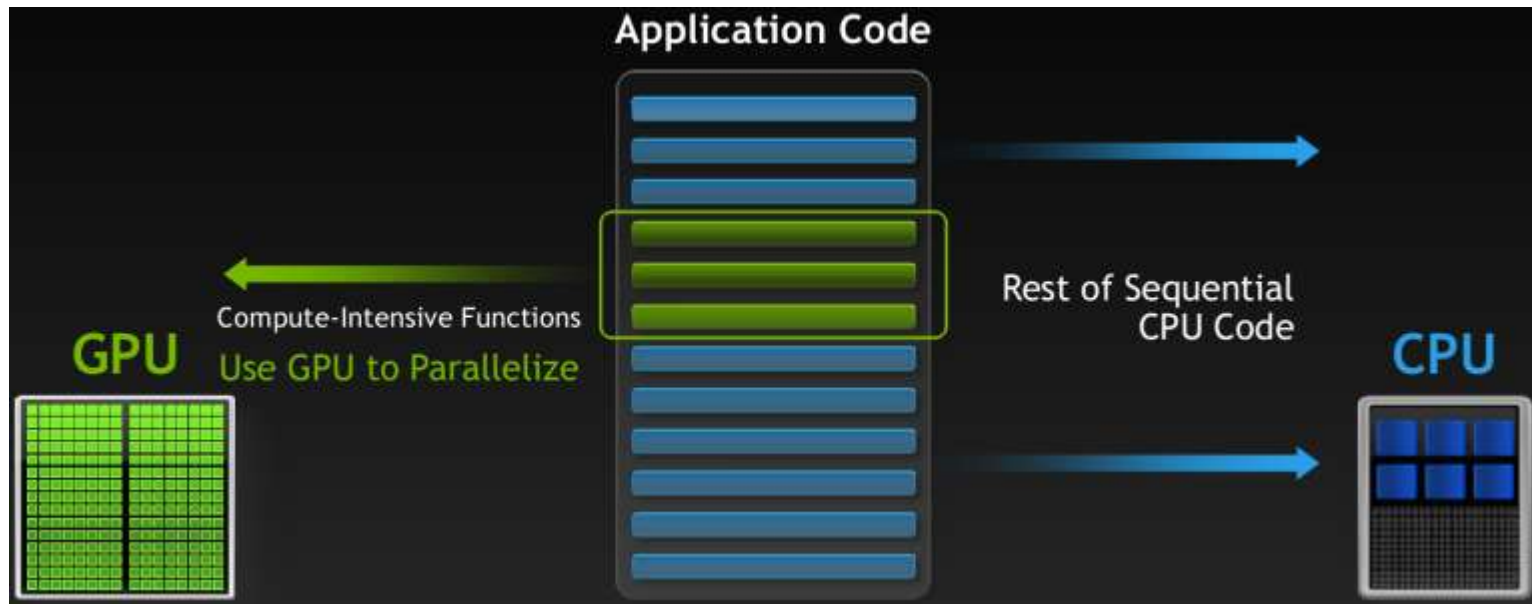 Application Code
Compute-Intensive Functions
Use GPU to Parallelize
GPU
Rest of Sequential
CPU Code
CPU